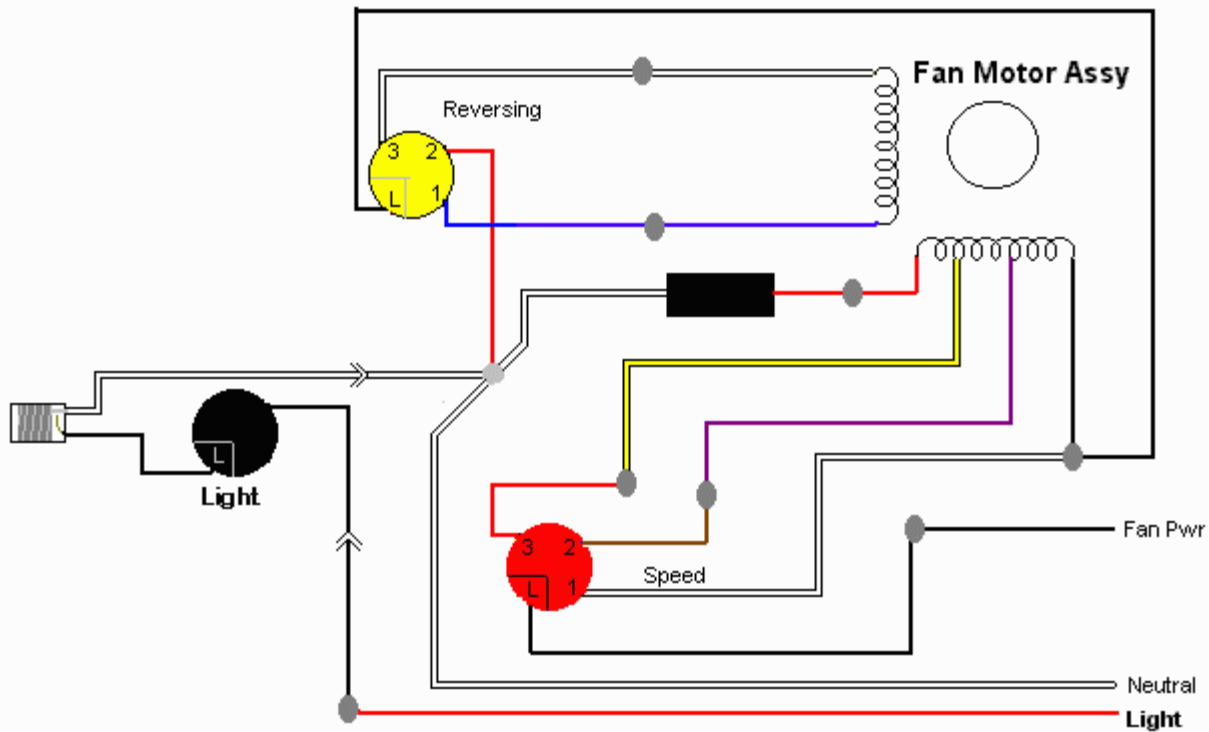 Fan Motor Assy
Reversing
3 2
L 1
L
Light
3 2
L 1
Speed
Fan Pwr
Neutral
Light